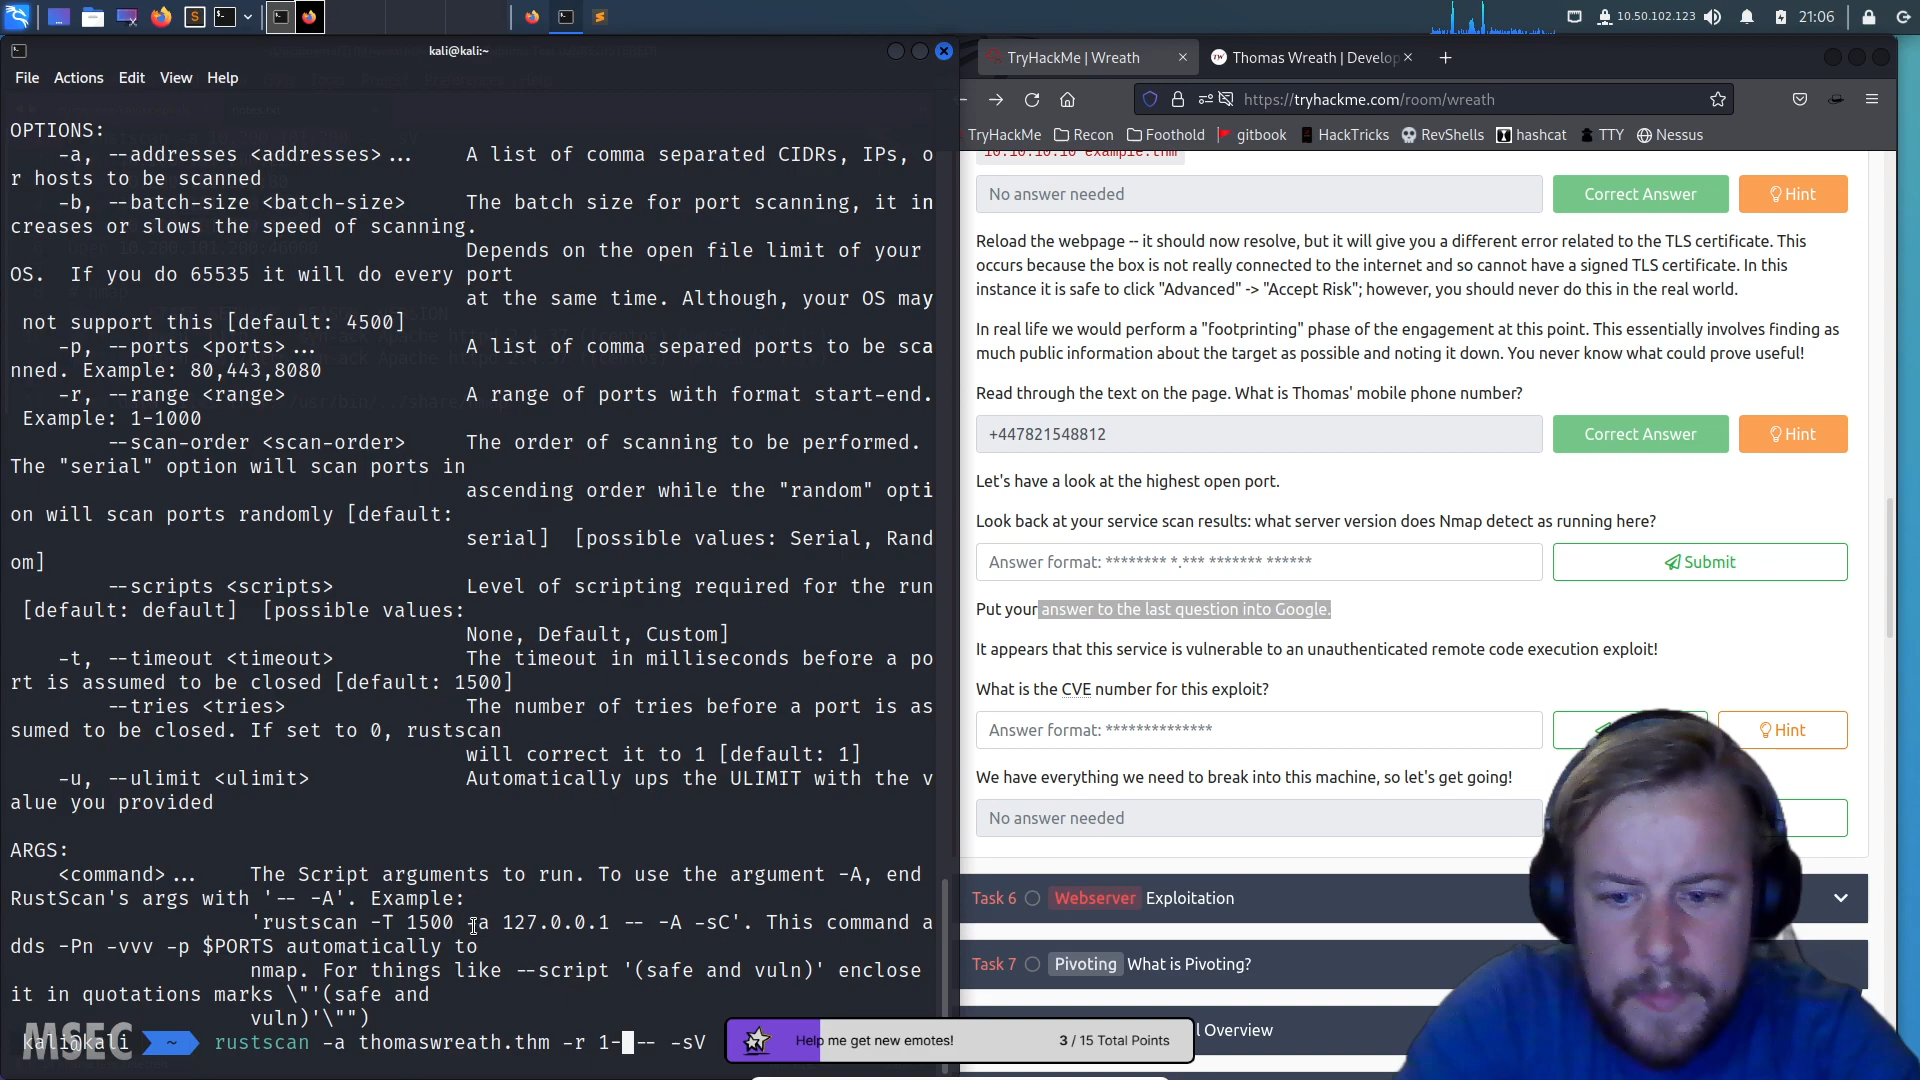 10.50.102.123
21:06
kali@kali:~
File Actions Edit View Help
OPTIONS:
-a, --addresses <addresses>... A list of comma separated CIDRs, IPs, o
r hosts to be scanned
-b, --batch-size <batch-size> The batch size for port scanning, it in
creases or slows the speed of scanning.
Depends on the open file limit of your
OS. If you do 65535 it will do every port
at the same time. Although, your OS may
not support this [default: 4500]
-p, --ports <ports>... A list of comma separed ports to be sca
nned. Example: 80,443,8080
-r, --range <range> A range of ports with format start-end.
Example: 1-1000
--scan-order <scan-order> The order of scanning to be performed.
The "serial" option will scan ports in
ascending order while the "random" opti
on will scan ports randomly [default:
serial] [possible values: Serial, Rand
om]
--scripts <scripts> Level of scripting required for the run
[default: default] [possible values:
None, Default, Custom]
-t, --timeout <timeout> The timeout in milliseconds before a po
rt is assumed to be closed [default: 1500]
--tries <tries> The number of tries before a port is as
sumed to be closed. If set to 0, rustscan
will correct it to 1 [default: 1]
-u, --ulimit <ulimit> Automatically ups the ULIMIT with the v
alue you provided
ARGS:
<command>... The Script arguments to run. To use the argument -A, end
RustScan's args with '-- -A'. Example:
'rustscan -T 1500 -a 127.0.0.1 -- -A -sC'. This command a
dds -Pn -vvv -p $PORTS automatically to
nmap. For things like --script '(safe and vuln)' enclose
it in quotations marks \"'(safe and
vuln)'\"")
MSEC
kali@kali ~ rustscan -a thomaswreath.thm -r 1- -- -sV
Help me get new emotes! 3 / 15 Total Points
TryHackMe | Wreath
Thomas Wreath | Develop
https://tryhackme.com/room/wreath
TryHackMe Recon Foothold gitbook HackTricks RevShells hashcat TTY Nessus
10.10.10.10 example.thm
No answer needed Correct Answer Hint
Reload the webpage -- it should now resolve, but it will give you a different error related to the TLS certificate. This
occurs because the box is not really connected to the internet and so cannot have a signed TLS certificate. In this
instance it is safe to click "Advanced" -> "Accept Risk"; however, you should never do this in the real world.
In real life we would perform a "footprinting" phase of the engagement at this point. This essentially involves finding as
much public information about the target as possible and noting it down. You never know what could prove useful!
Read through the text on the page. What is Thomas' mobile phone number?
+447821548812 Correct Answer Hint
Let's have a look at the highest open port.
Look back at your service scan results: what server version does Nmap detect as running here?
Answer format: ******** *.*** ******* ****** Submit
Put your answer to the last question into Google.
It appears that this service is vulnerable to an unauthenticated remote code execution exploit!
What is the CVE number for this exploit?
Answer format: ************** Hint
We have everything we need to break into this machine, so let's get going!
No answer needed
Task 6 Webserver Exploitation
Task 7 Pivoting What is Pivoting?
l Overview